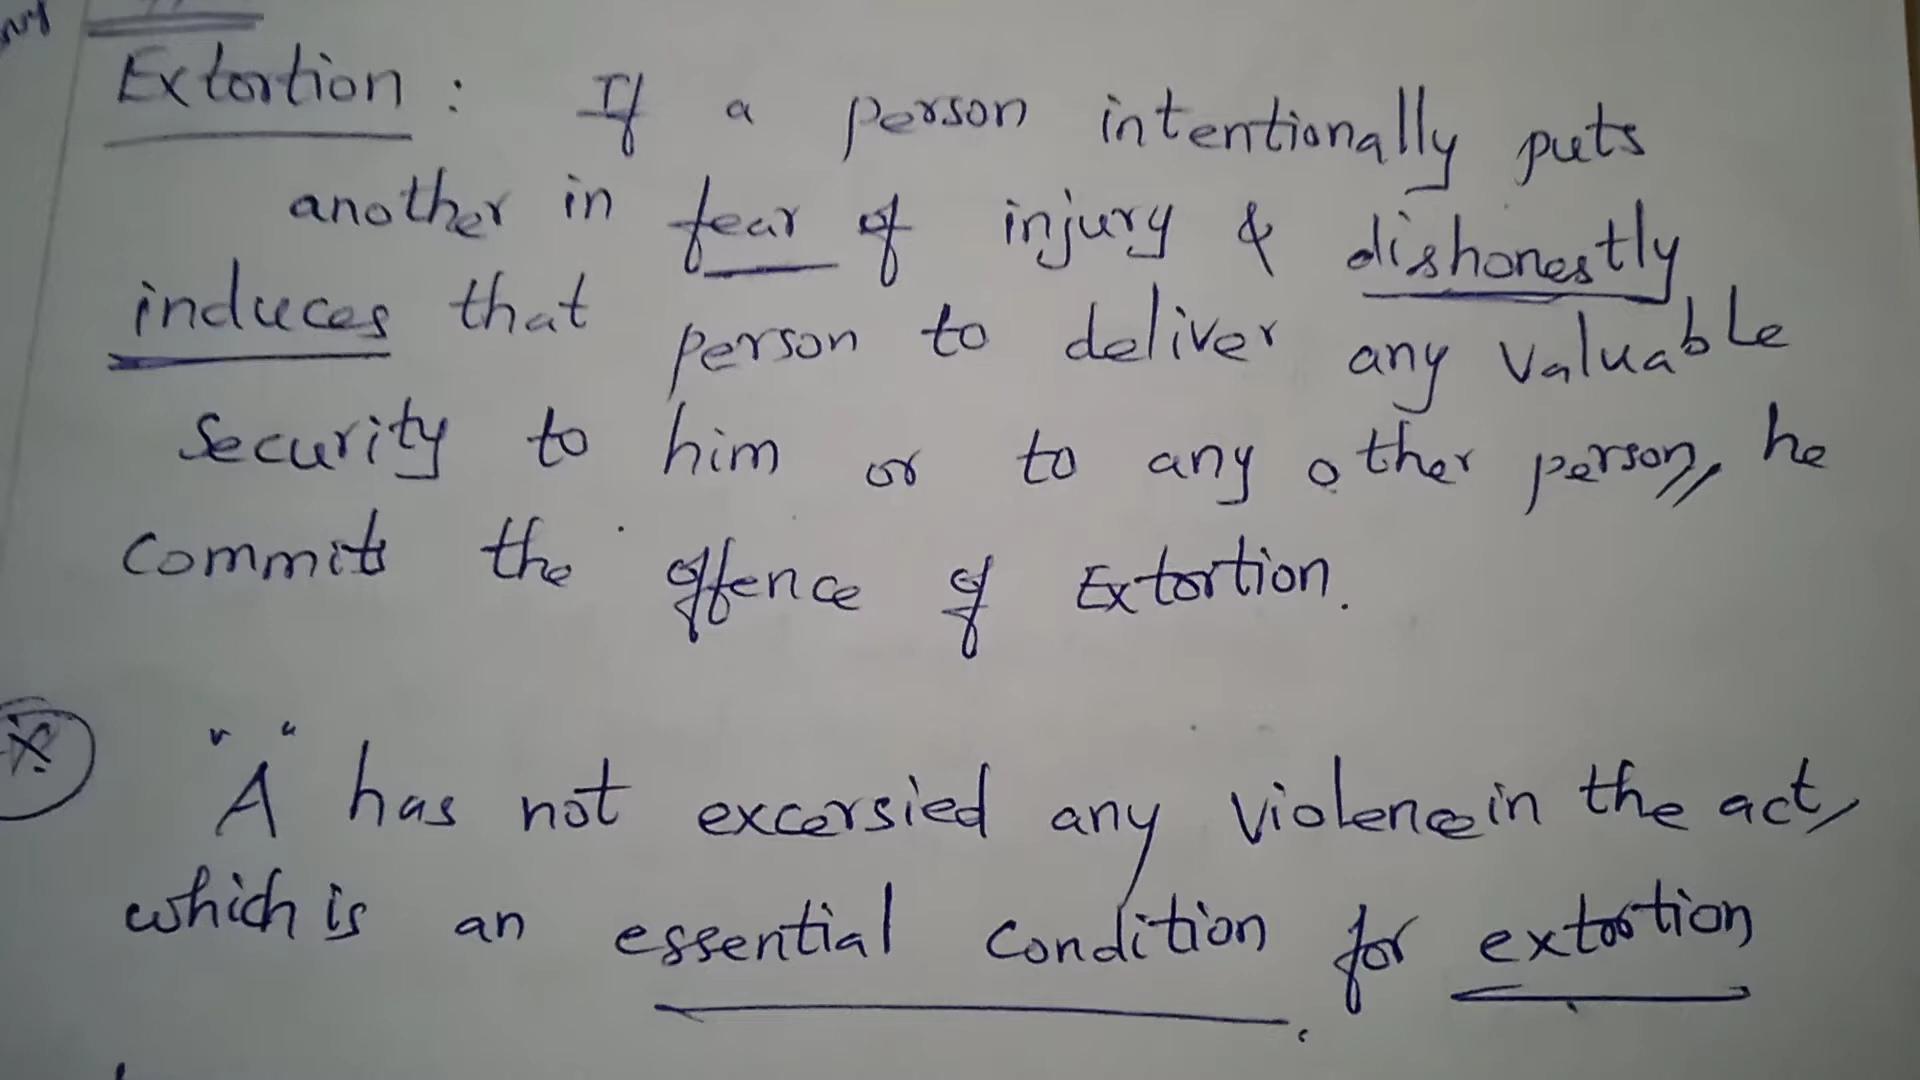 Extortion : If a person intentionally puts
another in fear of injury & dishonestly
induces that person to deliver any valuable
security to him or to any other person, he
commits the offence of Extortion.
"A" has not excersied any violence in the act,
which is an essential condition for extortion